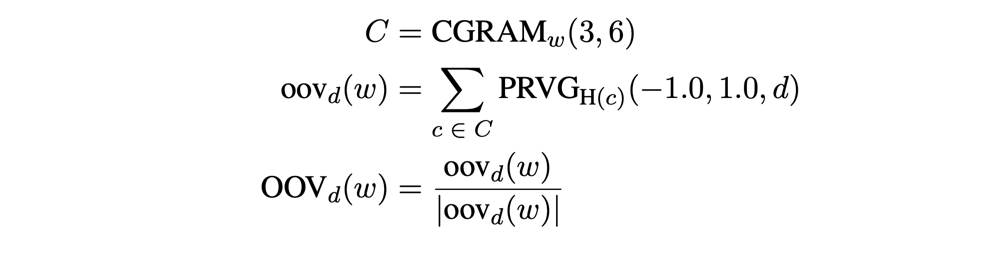 C = CGRAM_w(3, 6)
oov_d(w) = ∑_{c ∈ C} PRVG_{H(c)}(−1.0, 1.0, d)
OOV_d(w) = oov_d(w) / |oov_d(w)|